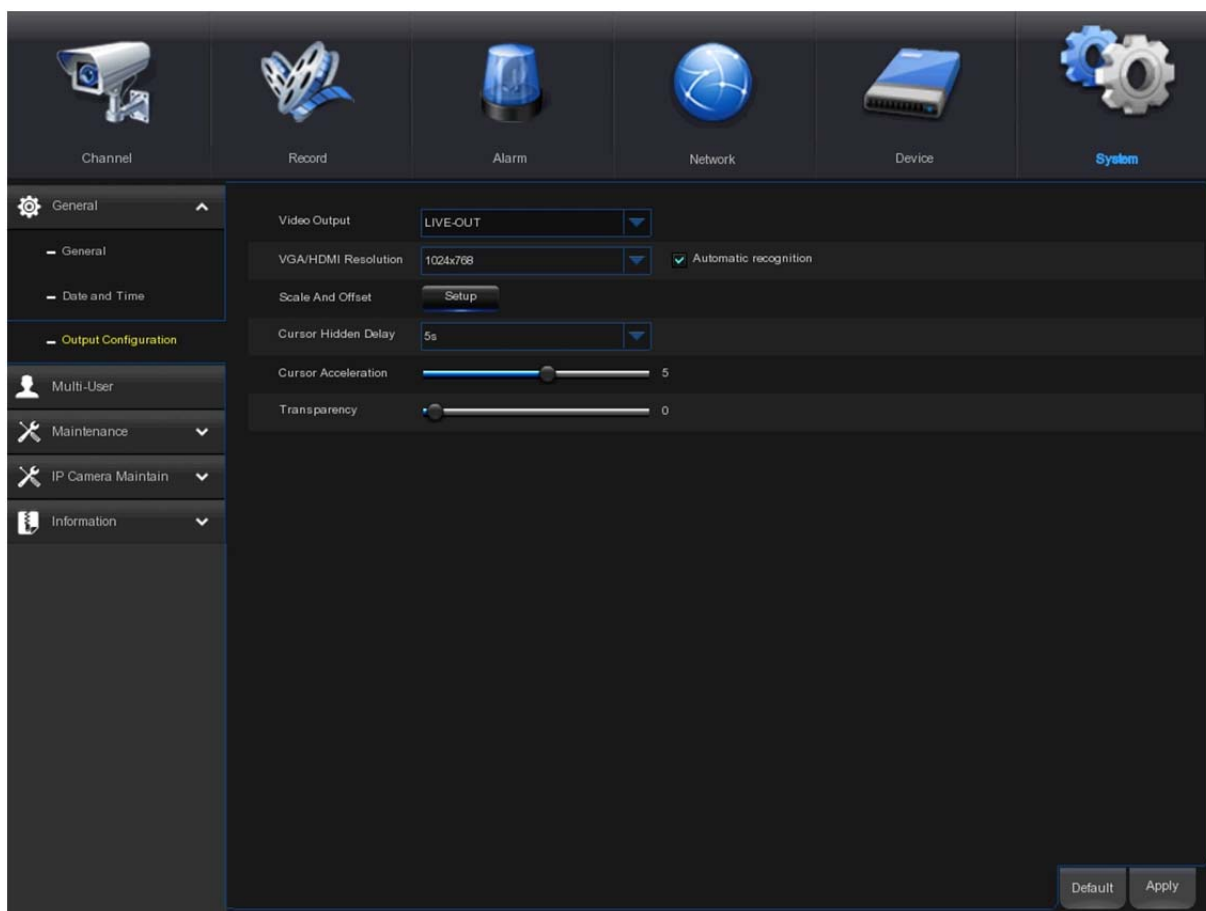 Channel
Record
Alarm
Network
Device
System
General
General
Date and Time
Output Configuration
Multi-User
Maintenance
IP Camera Maintain
Information
Video Output LIVE-OUT
VGA/HDMI Resolution 1024x768 Automatic recognition
Scale And Offset Setup
Cursor Hidden Delay 5s
Cursor Acceleration 5
Transparency 0
Default Apply